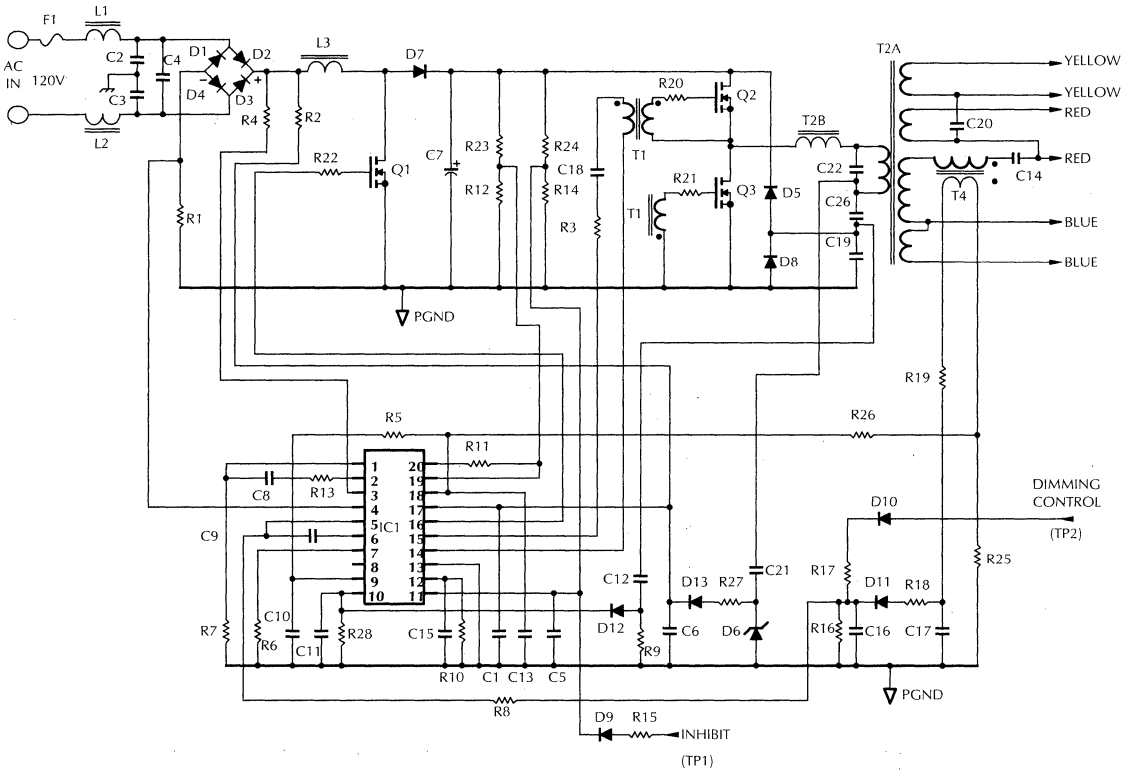 F1
L1
AC
IN 120V
C2
C3
C4
L2
D1
D2
D4
D3
−
+
R4
R2
L3
D7
R22
Q1
C7
+
R23
R12
R24
R14
C18
R3
T1
T1
R20
Q2
R21
Q3
D5
D8
T2B
C22
C26
C19
T2A
YELLOW
YELLOW
RED
C20
RED
C14
T4
BLUE
BLUE
R1
PGND
R19
R5
R26
R11
1
2
3
4
5
6
7
8
9
10
IC1
20
19
18
17
16
15
14
13
12
11
C8
R13
C9
DIMMING
CONTROL
(TP2)
D10
R17
R25
C21
C12
D13
R27
D11
R18
D12
R7
R6
C10
C11
R28
C15
R10
C1
C13
C5
R9
C6
D6
R16
C16
C17
R8
PGND
D9
R15
INHIBIT
(TP1)